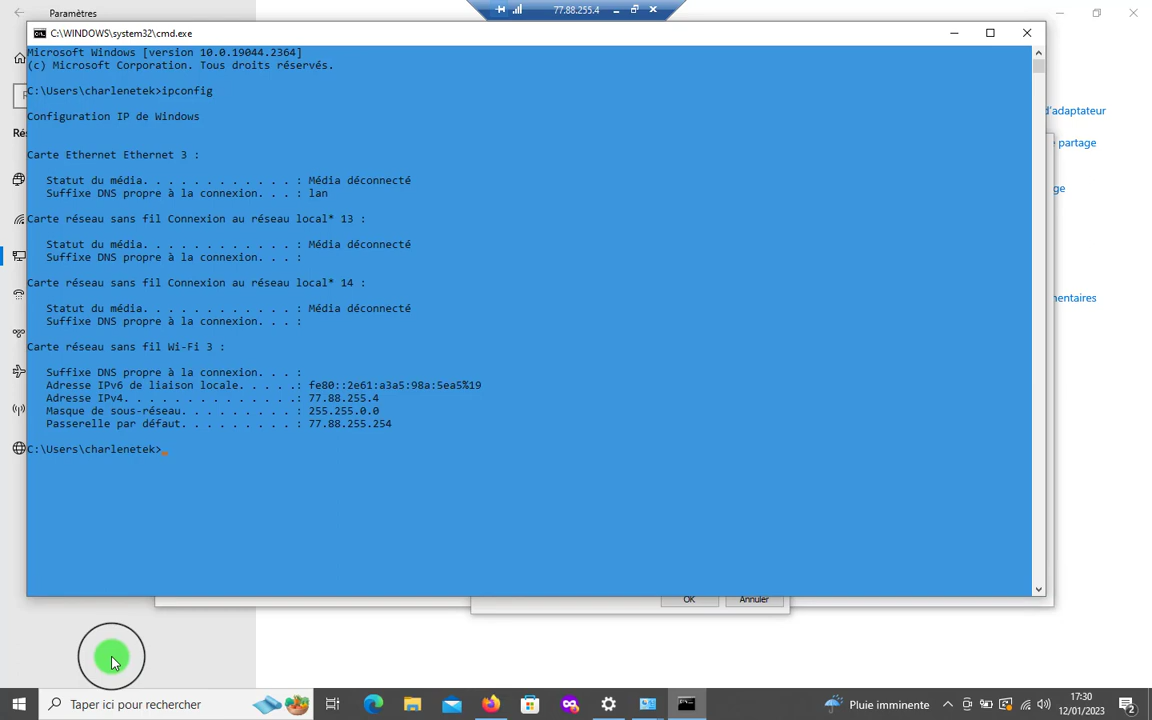 Paramètres
77.88.255.4
C:\WINDOWS\system32\cmd.exe
Microsoft Windows [version 10.0.19044.2364]
(c) Microsoft Corporation. Tous droits réservés.
C:\Users\charlenetek>ipconfig
Configuration IP de Windows
Carte Ethernet Ethernet 3 :
Statut du média. . . . . . . . . . . . : Média déconnecté
Suffixe DNS propre à la connexion. . . : lan
Carte réseau sans fil Connexion au réseau local* 13 :
Statut du média. . . . . . . . . . . . : Média déconnecté
Suffixe DNS propre à la connexion. . . :
Carte réseau sans fil Connexion au réseau local* 14 :
Statut du média. . . . . . . . . . . . : Média déconnecté
Suffixe DNS propre à la connexion. . . :
Carte réseau sans fil Wi-Fi 3 :
Suffixe DNS propre à la connexion. . . :
Adresse IPv6 de liaison locale. . . . .: fe80::2e61:a3a5:98a:5ea5%19
Adresse IPv4. . . . . . . . . . . . . .: 77.88.255.4
Masque de sous-réseau. . . . . . . . . : 255.255.0.0
Passerelle par défaut. . . . . . . . . : 77.88.255.254
C:\Users\charlenetek>
d'adaptateur
partage
OK
Annuler
Taper ici pour rechercher
Pluie imminente
17:30
12/01/2023
2